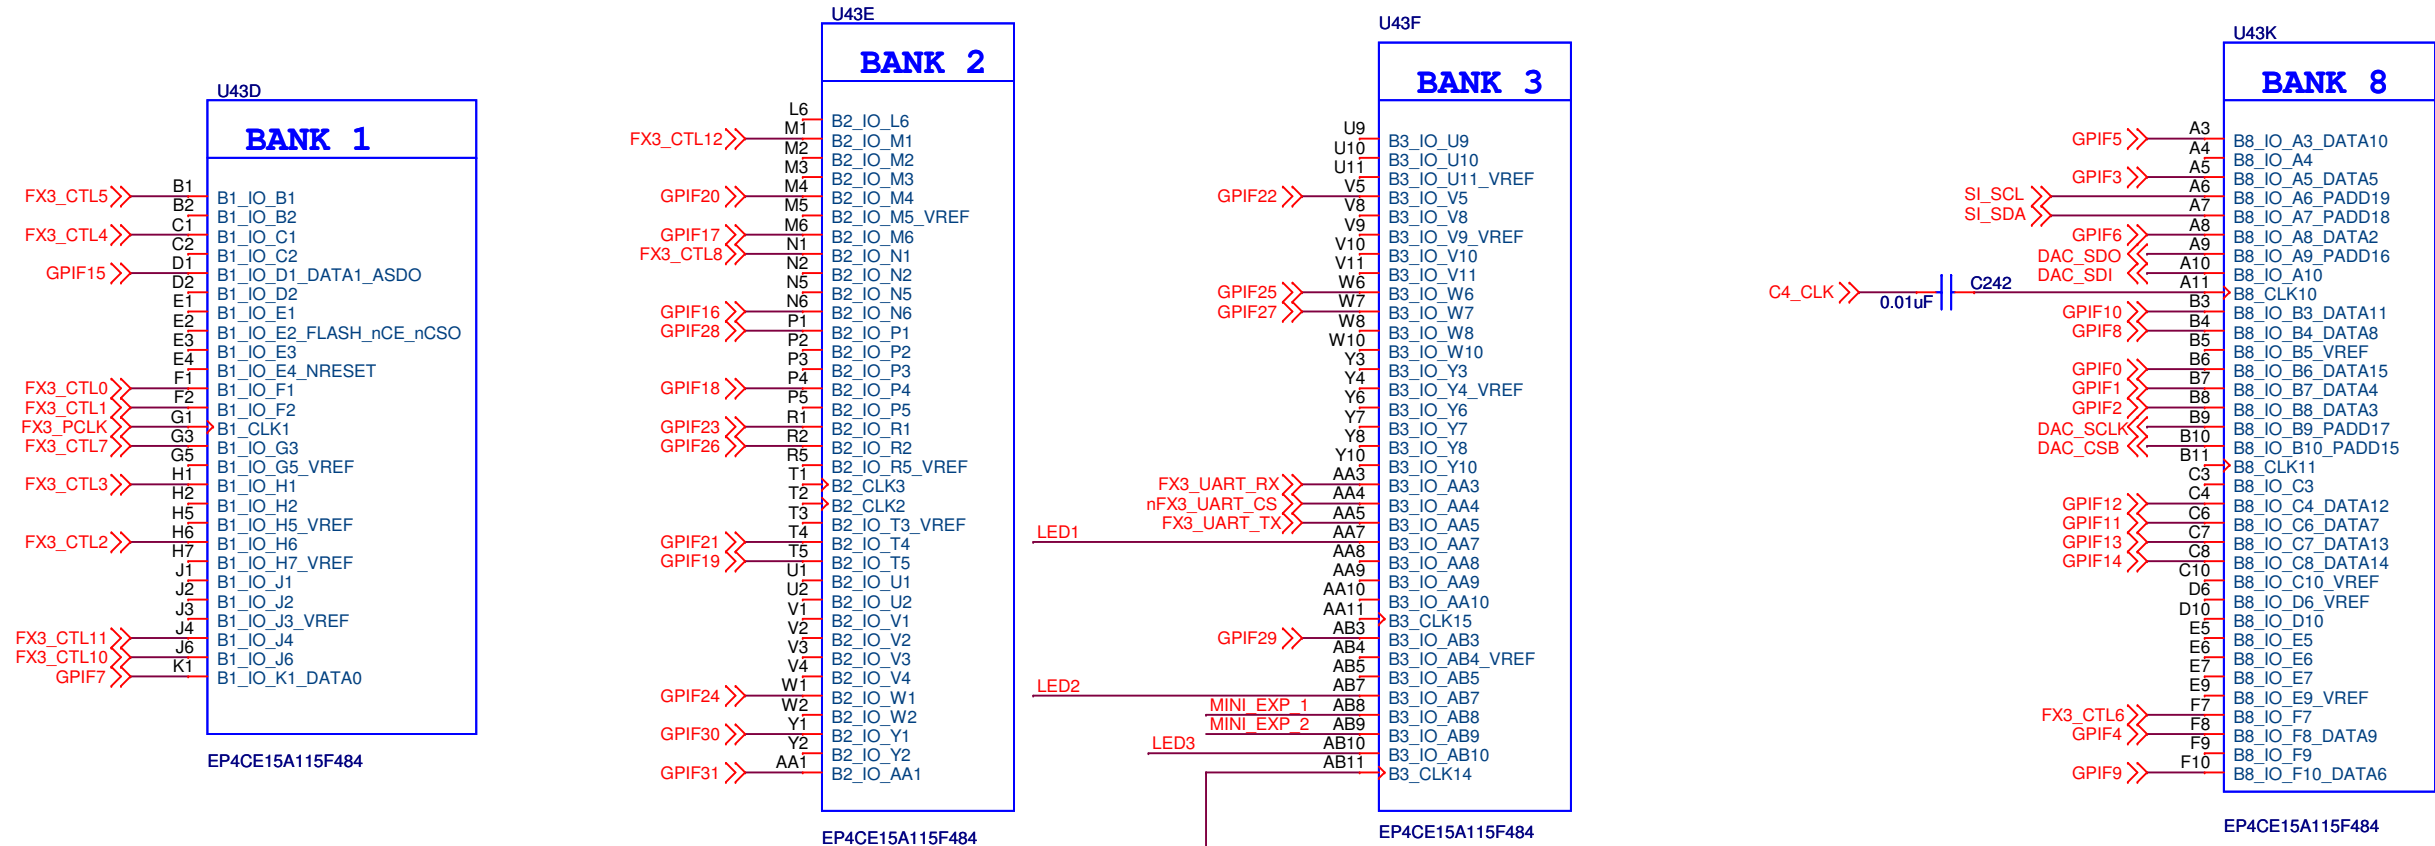 U43D
BANK 1
FX3_CTL5 B1 B1_IO_B1
B2 B1_IO_B2
FX3_CTL4 C1 B1_IO_C1
C2 B1_IO_C2
GPIF15 D1 B1_IO_D1_DATA1_ASDO
D2 B1_IO_D2
E1 B1_IO_E1
E2 B1_IO_E2_FLASH_nCE_nCSO
E3 B1_IO_E3
E4 B1_IO_E4_NRESET
FX3_CTL0 F1 B1_IO_F1
FX3_CTL1 F2 B1_IO_F2
FX3_PCLK G1 B1_CLK1
FX3_CTL7 G3 B1_IO_G3
G5 B1_IO_G5_VREF
FX3_CTL3 H1 B1_IO_H1
H2 B1_IO_H2
H5 B1_IO_H5_VREF
FX3_CTL2 H6 B1_IO_H6
H7 B1_IO_H7_VREF
J1 B1_IO_J1
J2 B1_IO_J2
J3 B1_IO_J3_VREF
FX3_CTL11 J4 B1_IO_J4
FX3_CTL10 J6 B1_IO_J6
GPIF7 K1 B1_IO_K1_DATA0
EP4CE15A115F484
U43E
BANK 2
L6 B2_IO_L6
FX3_CTL12 M1 B2_IO_M1
M2 B2_IO_M2
M3 B2_IO_M3
GPIF20 M4 B2_IO_M4
M5 B2_IO_M5_VREF
GPIF17 M6 B2_IO_M6
FX3_CTL8 N1 B2_IO_N1
N2 B2_IO_N2
N5 B2_IO_N5
GPIF16 N6 B2_IO_N6
GPIF28 P1 B2_IO_P1
P2 B2_IO_P2
P3 B2_IO_P3
GPIF18 P4 B2_IO_P4
P5 B2_IO_P5
GPIF23 R1 B2_IO_R1
GPIF26 R2 B2_IO_R2
R5 B2_IO_R5_VREF
T1 B2_CLK3
T2 B2_CLK2
T3 B2_IO_T3_VREF
GPIF21 T4 B2_IO_T4
GPIF19 T5 B2_IO_T5
U1 B2_IO_U1
U2 B2_IO_U2
V1 B2_IO_V1
V2 B2_IO_V2
V3 B2_IO_V3
V4 B2_IO_V4
GPIF24 W1 B2_IO_W1
W2 B2_IO_W2
GPIF30 Y1 B2_IO_Y1
Y2 B2_IO_Y2
GPIF31 AA1 B2_IO_AA1
EP4CE15A115F484
U43F
BANK 3
U9 B3_IO_U9
U10 B3_IO_U10
U11 B3_IO_U11_VREF
GPIF22 V5 B3_IO_V5
V8 B3_IO_V8
V9 B3_IO_V9_VREF
V10 B3_IO_V10
V11 B3_IO_V11
GPIF25 W6 B3_IO_W6
GPIF27 W7 B3_IO_W7
W8 B3_IO_W8
W10 B3_IO_W10
Y3 B3_IO_Y3
Y4 B3_IO_Y4_VREF
Y6 B3_IO_Y6
Y7 B3_IO_Y7
Y8 B3_IO_Y8
Y10 B3_IO_Y10
FX3_UART_RX AA3 B3_IO_AA3
nFX3_UART_CS AA4 B3_IO_AA4
FX3_UART_TX AA5 B3_IO_AA5
LED1 AA7 B3_IO_AA7
AA8 B3_IO_AA8
AA9 B3_IO_AA9
AA10 B3_IO_AA10
AA11 B3_CLK15
GPIF29 AB3 B3_IO_AB3
AB4 B3_IO_AB4_VREF
AB5 B3_IO_AB5
LED2 AB7 B3_IO_AB7
MINI_EXP_1 AB8 B3_IO_AB8
MINI_EXP_2 AB9 B3_IO_AB9
LED3 AB10 B3_IO_AB10
AB11 B3_CLK14
EP4CE15A115F484
U43K
BANK 8
GPIF5 A3 B8_IO_A3_DATA10
A4 B8_IO_A4
GPIF3 A5 B8_IO_A5_DATA5
SI_SCL A6 B8_IO_A6_PADD19
SI_SDA A7 B8_IO_A7_PADD18
GPIF6 A8 B8_IO_A8_DATA2
DAC_SDO A9 B8_IO_A9_PADD16
DAC_SDI A10 B8_IO_A10
C4_CLK 0.01uF C242 A11 B8_CLK10
GPIF10 B3 B8_IO_B3_DATA11
GPIF8 B4 B8_IO_B4_DATA8
B5 B8_IO_B5_VREF
GPIF0 B6 B8_IO_B6_DATA15
GPIF1 B7 B8_IO_B7_DATA4
GPIF2 B8 B8_IO_B8_DATA3
DAC_SCLK B9 B8_IO_B9_PADD17
DAC_CSB B10 B8_IO_B10_PADD15
B11 B8_CLK11
C3 B8_IO_C3
GPIF12 C4 B8_IO_C4_DATA12
GPIF11 C6 B8_IO_C6_DATA7
GPIF13 C7 B8_IO_C7_DATA13
GPIF14 C8 B8_IO_C8_DATA14
C10 B8_IO_C10_VREF
D6 B8_IO_D6_VREF
D10 B8_IO_D10
E5 B8_IO_E5
E6 B8_IO_E6
E7 B8_IO_E7
E9 B8_IO_E9_VREF
FX3_CTL6 F7 B8_IO_F7
GPIF4 F8 B8_IO_F8_DATA9
F9 B8_IO_F9
GPIF9 F10 B8_IO_F10_DATA6
EP4CE15A115F484